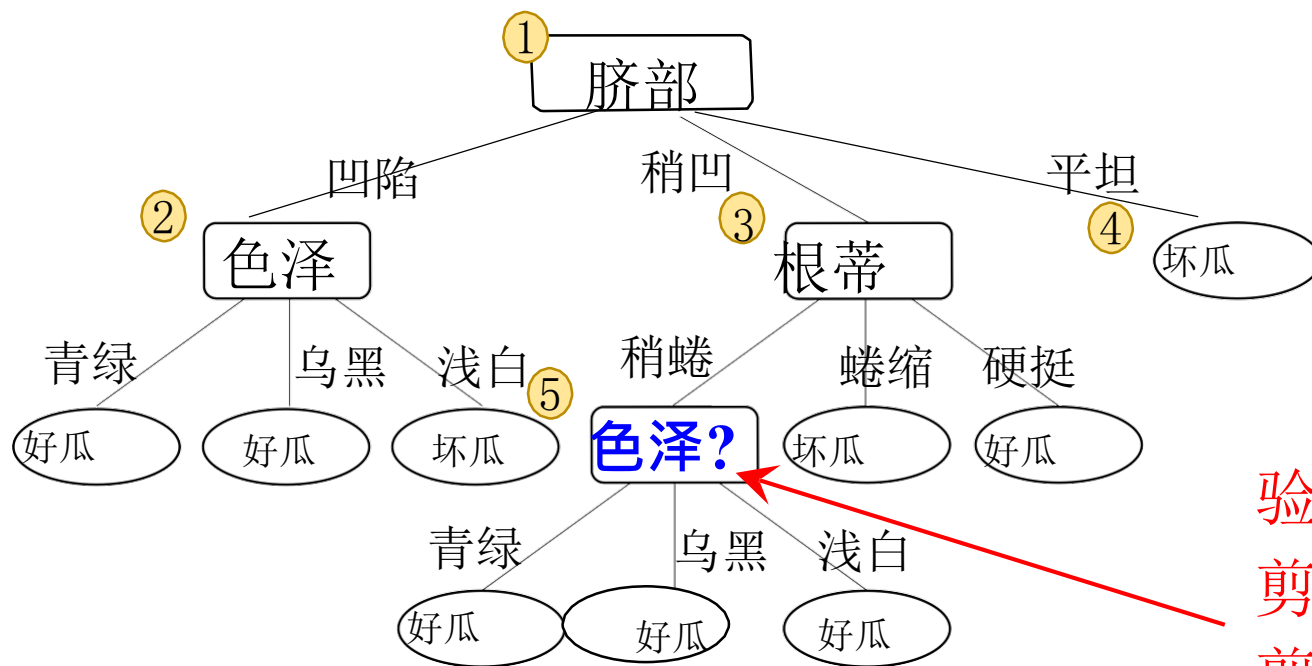 1
脐部
凹陷
稍凹
平坦
2
色泽
3
根蒂
4
坏瓜
青绿
乌黑
浅白
稍蜷
蜷缩
硬挺
5
好瓜
好瓜
坏瓜
色泽?
坏瓜
好瓜
验
剪
青绿
乌黑
浅白
好瓜
好瓜
好瓜